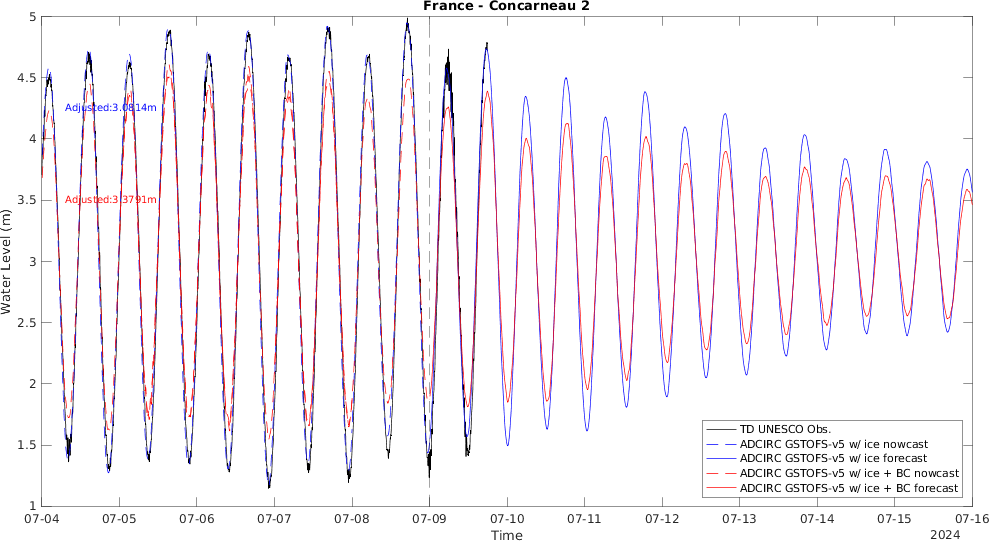 France - Concarneau 2
Water Level (m)
5
4.5
4
3.5
3
2.5
2
1.5
1
Adjusted:3.0814m
Adjusted:3.3791m
TD UNESCO Obs.
ADCIRC GSTOFS-v5 w/ ice nowcast
ADCIRC GSTOFS-v5 w/ ice forecast
ADCIRC GSTOFS-v5 w/ ice + BC nowcast
ADCIRC GSTOFS-v5 w/ ice + BC forecast
07-04 07-05 07-06 07-07 07-08 07-09 07-10 07-11 07-12 07-13 07-14 07-15 07-16
Time
2024